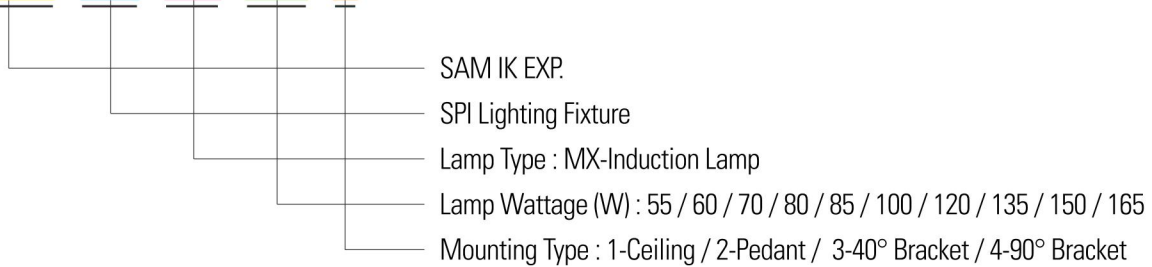 SAM IK EXP.
SPI Lighting Fixture
Lamp Type : MX-Induction Lamp
Lamp Wattage (W) : 55 / 60 / 70 / 80 / 85 / 100 / 120 / 135 / 150 / 165
Mounting Type : 1-Ceiling / 2-Pedant / 3-40° Bracket / 4-90° Bracket